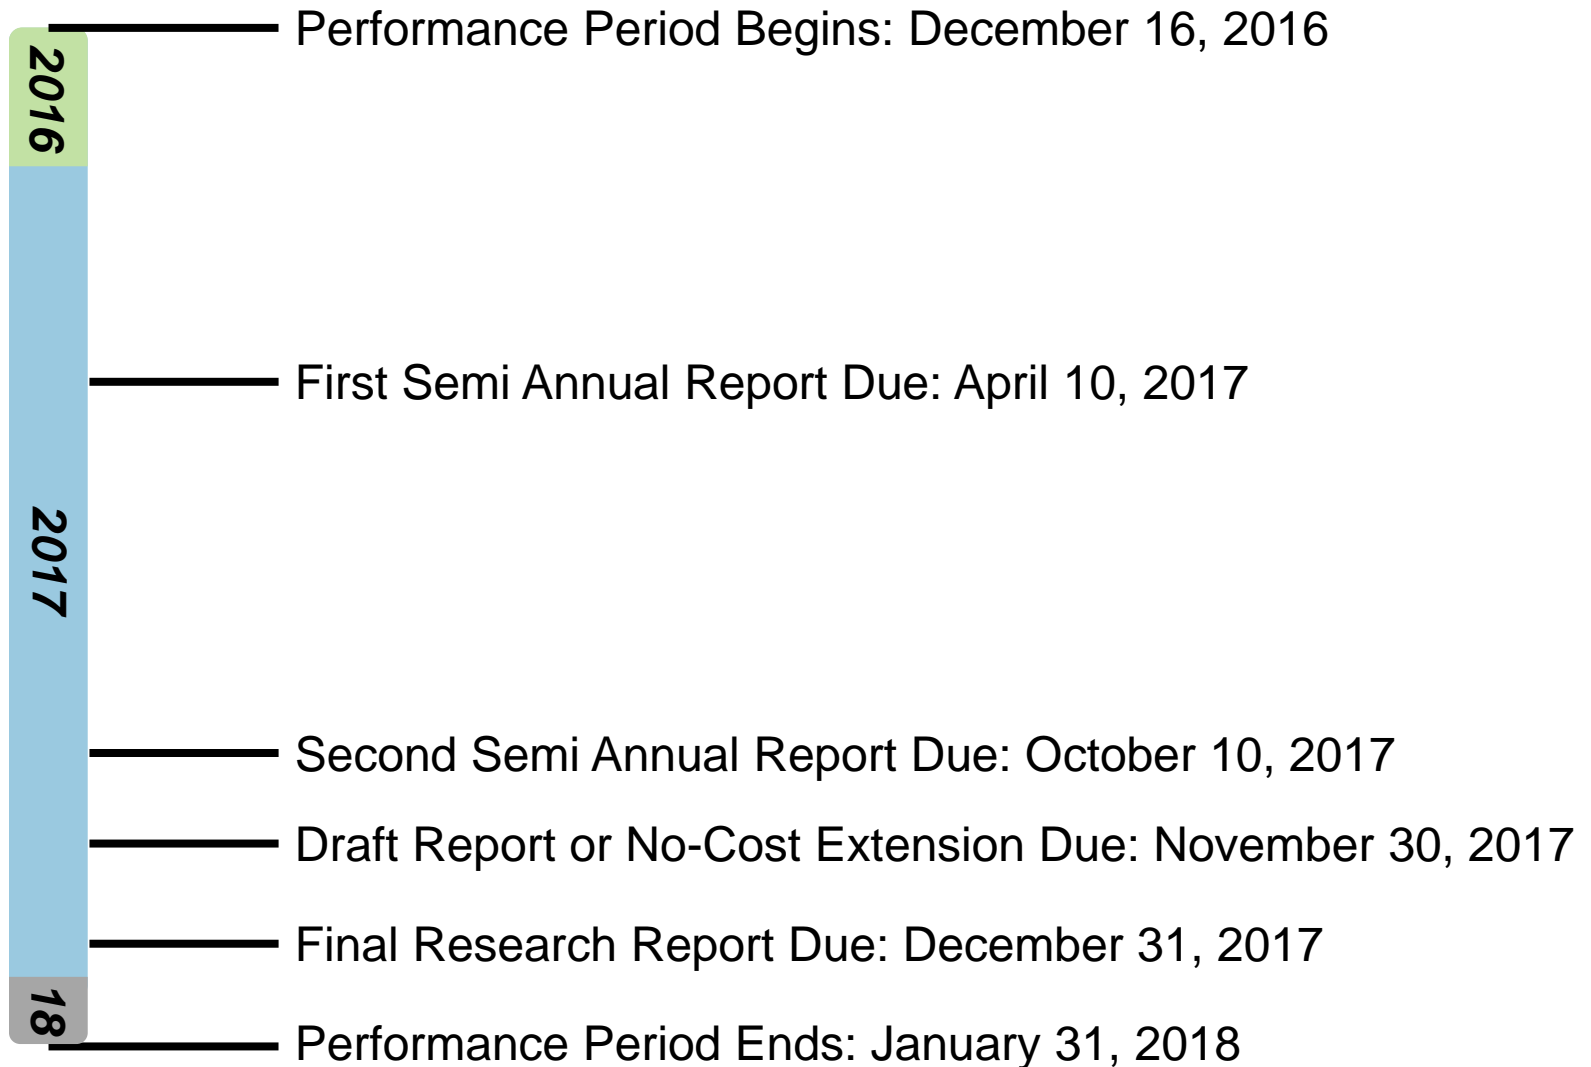 Performance Period Begins: December 16, 2016
2016
First Semi Annual Report Due: April 10, 2017
2017
Second Semi Annual Report Due: October 10, 2017
Draft Report or No-Cost Extension Due: November 30, 2017
Final Research Report Due: December 31, 2017
18
Performance Period Ends: January 31, 2018